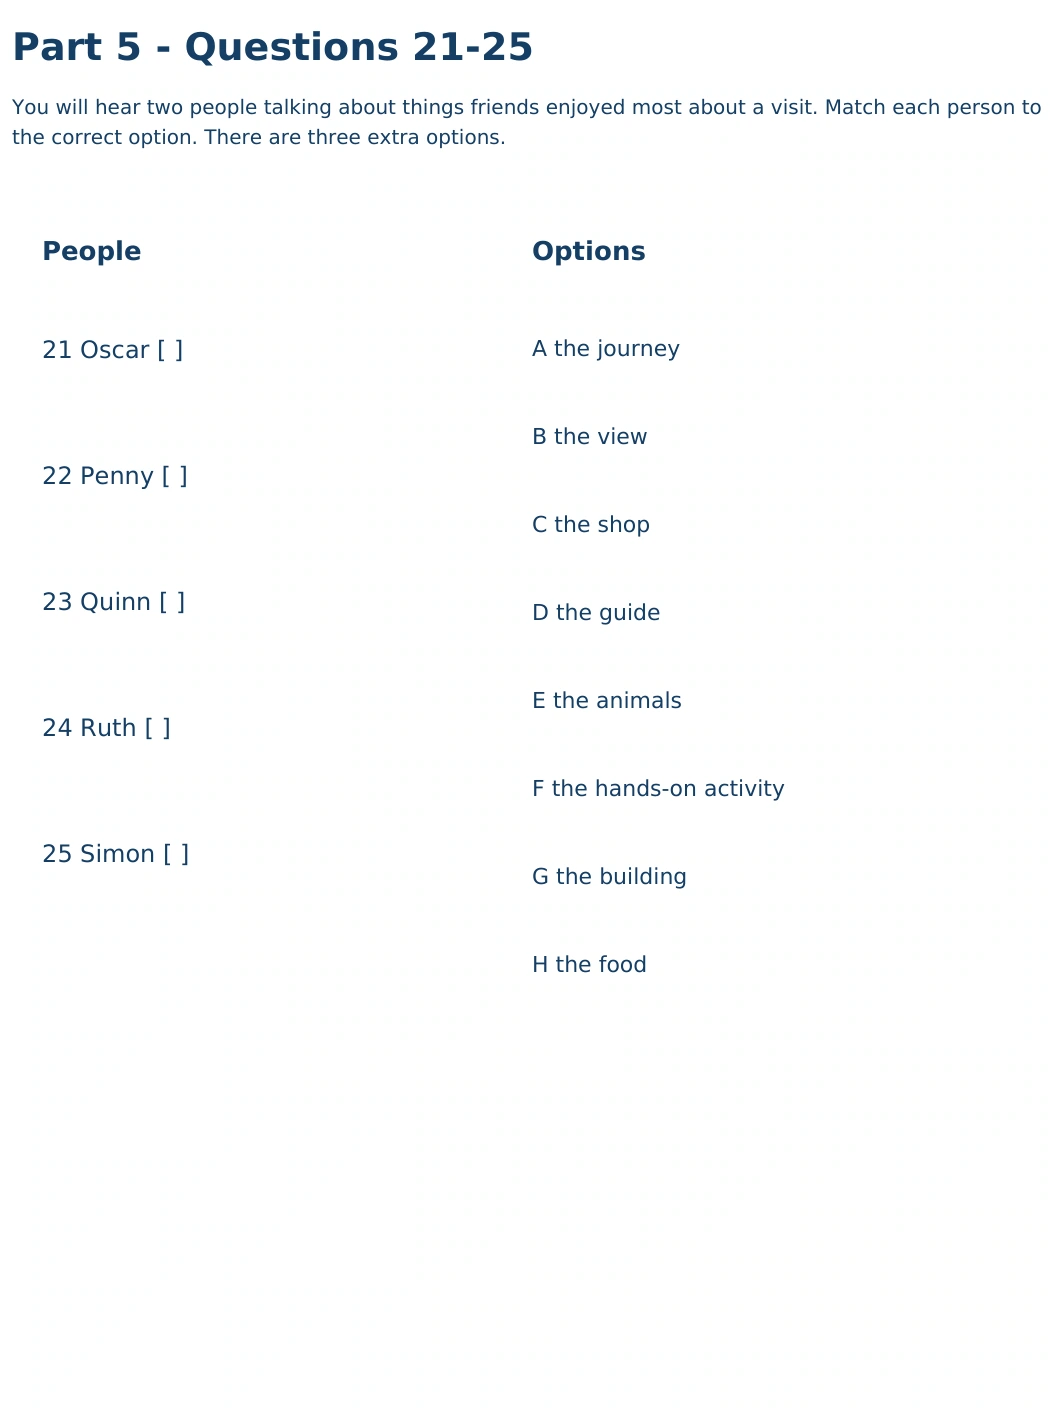 Part 5 - Questions 21-25
You will hear two people talking about things friends enjoyed most about a visit. Match each person to
the correct option. There are three extra options.
People
21 Oscar [ ]
22 Penny [ ]
23 Quinn [ ]
24 Ruth [ ]
25 Simon [ ]
Options
A the journey
B the view
C the shop
D the guide
E the animals
F the hands-on activity
G the building
H the food